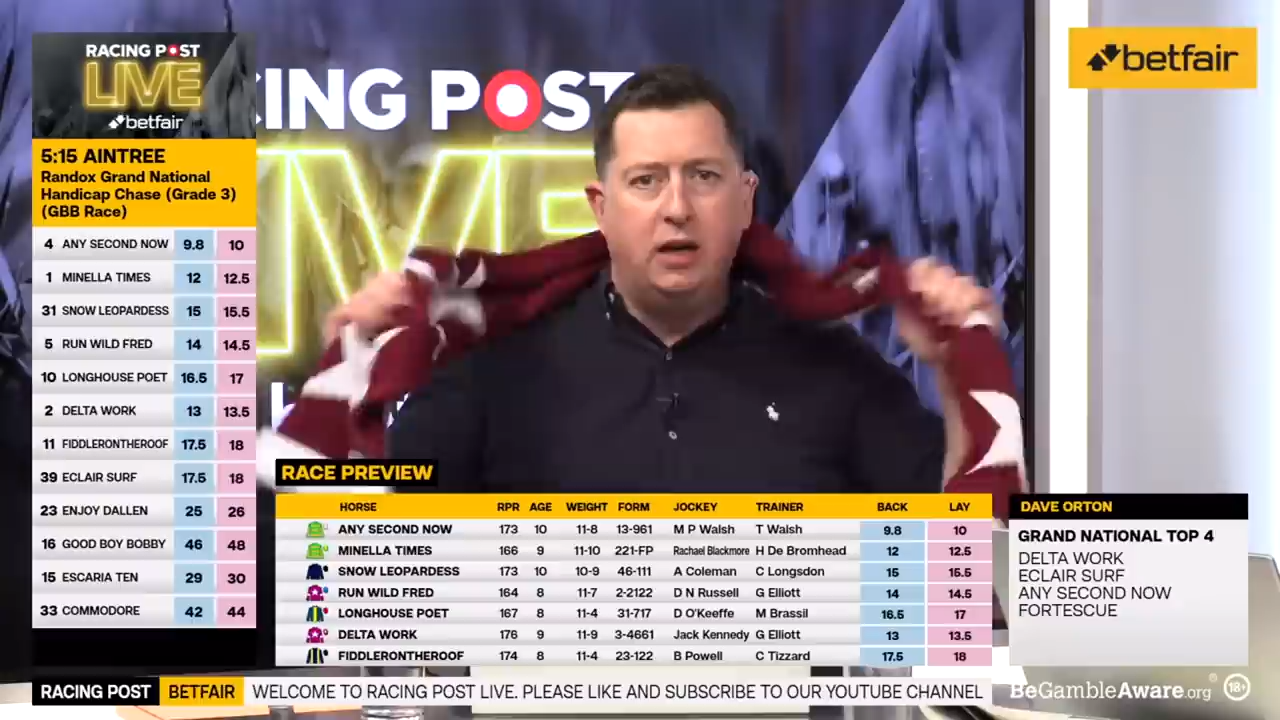 RACING POST
LIVE
betfair
5:15 AINTREE
Randox Grand National
Handicap Chase (Grade 3)
(GBB Race)
4 ANY SECOND NOW 9.8 10
1 MINELLA TIMES 12 12.5
31 SNOW LEOPARDESS 15 15.5
5 RUN WILD FRED 14 14.5
10 LONGHOUSE POET 16.5 17
2 DELTA WORK 13 13.5
11 FIDDLERONTHEROOF 17.5 18
39 ECLAIR SURF 17.5 18
23 ENJOY DALLEN 25 26
16 GOOD BOY BOBBY 46 48
15 ESCARIA TEN 29 30
33 COMMODORE 42 44
CING POST
IVE
betfair
RACE PREVIEW
HORSE RPR AGE WEIGHT FORM JOCKEY TRAINER BACK LAY
ANY SECOND NOW 173 10 11-8 13-961 M P Walsh T Walsh 9.8 10
MINELLA TIMES 166 9 11-10 221-FP Rachael Blackmore H De Bromhead 12 12.5
SNOW LEOPARDESS 173 10 10-9 46-111 A Coleman C Longsdon 15 15.5
RUN WILD FRED 164 8 11-7 2-2122 D N Russell G Elliott 14 14.5
LONGHOUSE POET 167 8 11-4 31-717 D O'Keeffe M Brassil 16.5 17
DELTA WORK 176 9 11-9 3-4661 Jack Kennedy G Elliott 13 13.5
FIDDLERONTHEROOF 174 8 11-4 23-122 B Powell C Tizzard 17.5 18
DAVE ORTON
GRAND NATIONAL TOP 4
DELTA WORK
ECLAIR SURF
ANY SECOND NOW
FORTESCUE
RACING POST BETFAIR WELCOME TO RACING POST LIVE. PLEASE LIKE AND SUBSCRIBE TO OUR YOUTUBE CHANNEL
BeGambleAware.org® 18+